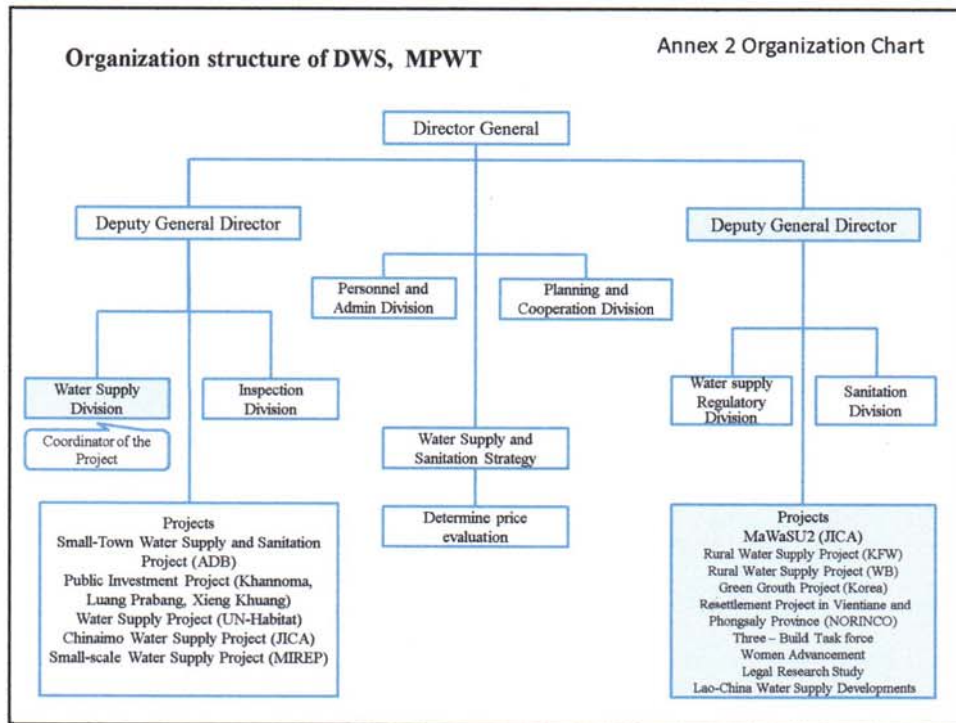 Annex 2 Organization Chart
Organization structure of DWS, MPWT
Director General
Deputy General Director
Deputy General Director
Personnel and
Admin Division
Planning and
Cooperation Division
Water Supply
Division
Inspection
Division
Water supply
Regulatory
Division
Sanitation
Division
Coordinator of the
Project
Water Supply and
Sanitation Strategy
Determine price
evaluation
Projects
Small-Town Water Supply and Sanitation
Project (ADB)
Public Investment Project (Khannoma,
Luang Prabang, Xieng Khuang)
Water Supply Project (UN-Habitat)
Chinaimo Water Supply Project (JICA)
Small-scale Water Supply Project (MIREP)
Projects
MaWaSU2 (JICA)
Rural Water Supply Project (KFW)
Rural Water Supply Project (WB)
Green Grouth Project (Korea)
Resettlement Project in Vientiane and
Phongsaly Province (NORINCO)
Three – Build Task force
Women Advancement
Legal Research Study
Lao-China Water Supply Developments